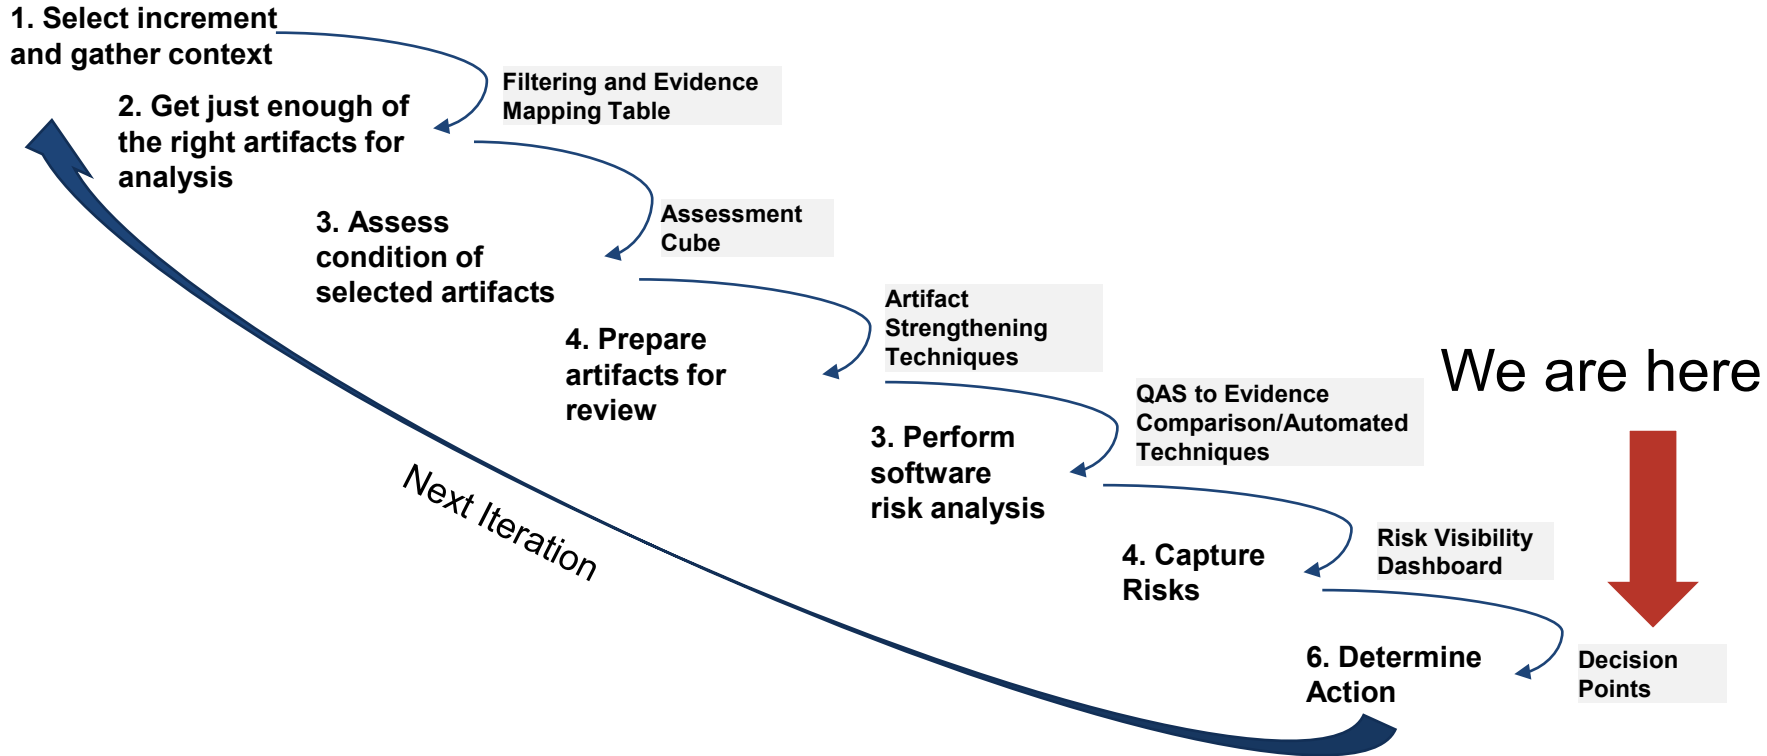 1. Select increment
and gather context
Filtering and Evidence
Mapping Table
2. Get just enough of
the right artifacts for
analysis
Assessment
Cube
3. Assess
condition of
selected artifacts
Artifact
Strengthening
Techniques
4. Prepare
artifacts for
review
We are here
QAS to Evidence
Comparison/Automated
Techniques
3. Perform
software
risk analysis
Next Iteration
Risk Visibility
Dashboard
4. Capture
Risks
6. Determine
Action
Decision
Points